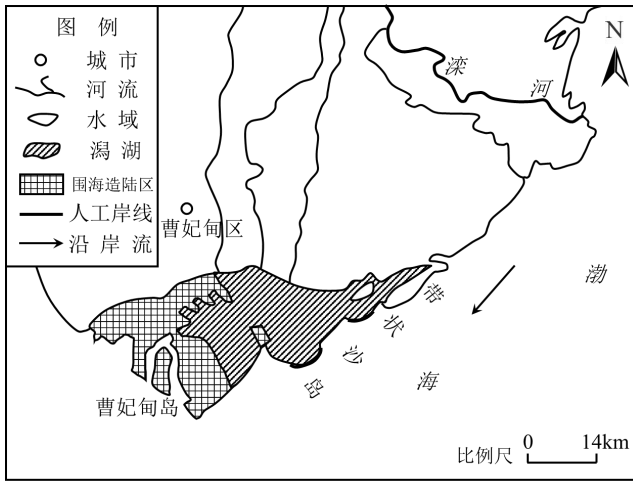 图 例
城 市
河 流
水 域
潟 湖
围海造陆区
人工岸线
沿 岸 流
N
滦 河
曹妃甸区
渤 海
带状沙岛
曹妃甸岛
比例尺 0 14km